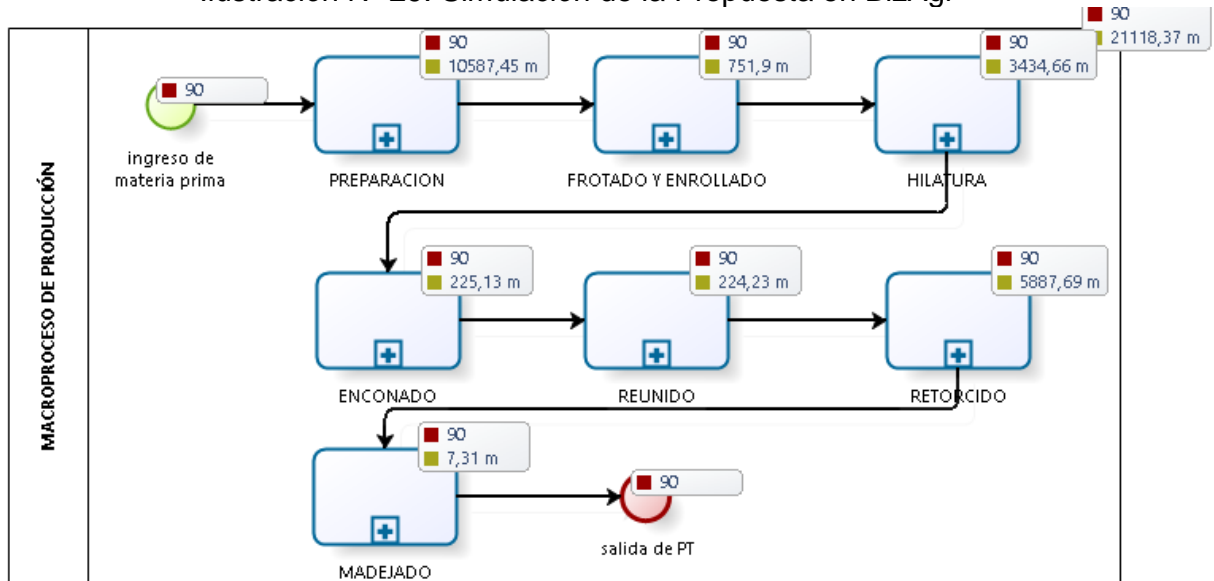 90
21118,37 m
90
10587,45 m
90
751,9 m
90
3434,66 m
90
ingreso de
materia prima
PREPARACION
FROTADO Y ENROLLADO
HILATURA
MACROPROCESO DE PRODUCCIÓN
90
225,13 m
90
224,23 m
90
5887,69 m
ENCONADO
REUNIDO
RETORCIDO
90
7,31 m
90
salida de PT
MADEJADO